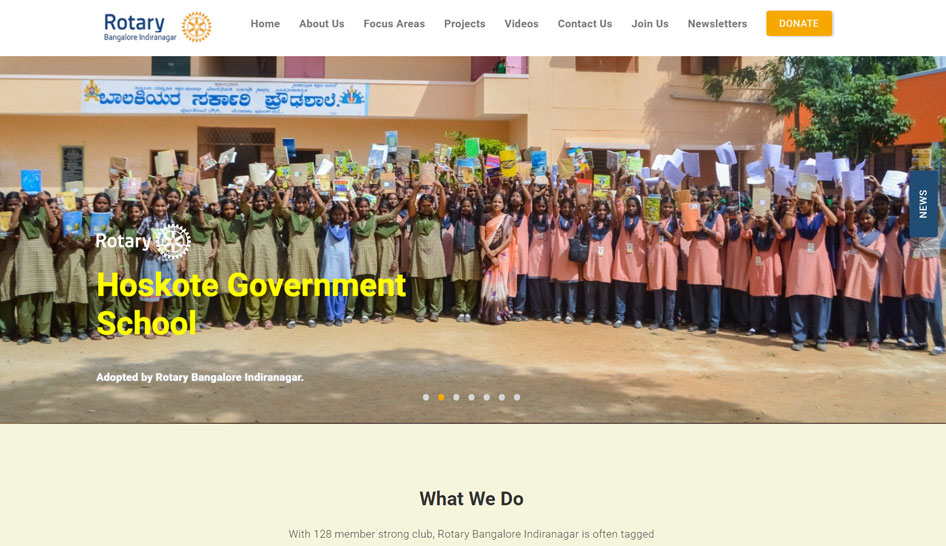 Rotary
Bangalore Indiranagar
Home About Us Focus Areas Projects Videos Contact Us Join Us Newsletters DONATE
ಬಾಲಕಿಯರ ಸರ್ಕಾರಿ ಪ್ರೌಢಶಾಲೆ.
NEWS
Rotary
Hoskote Government
School
Adopted by Rotary Bangalore Indiranagar.
What We Do
With 128 member strong club, Rotary Bangalore Indiranagar is often tagged